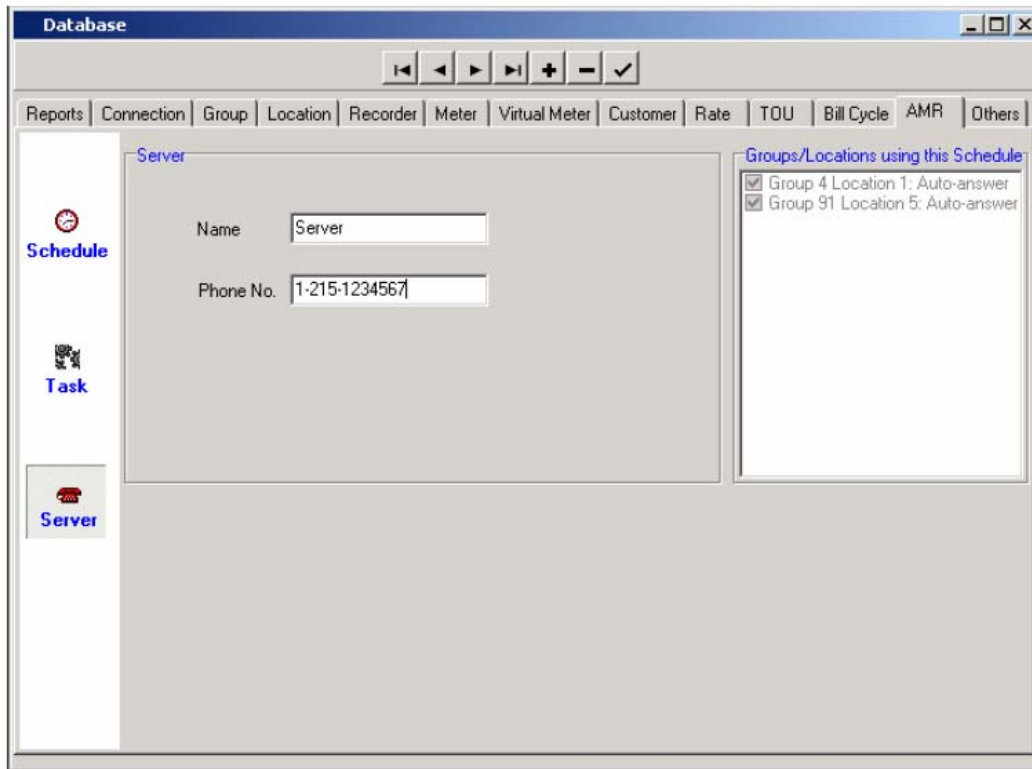 Database
Reports Connection Group Location Recorder Meter Virtual Meter Customer Rate TOU Bill Cycle AMR Others
Schedule
Task
Server
Server
Name Server
Phone No. 1-215-1234567
Groups/Locations using this Schedule
Group 4 Location 1: Auto-answer
Group 91 Location 5: Auto-answer